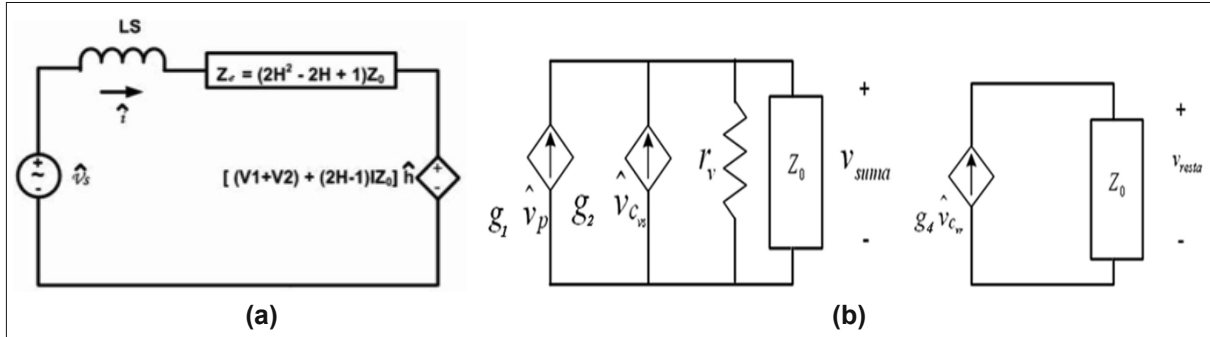 LS
Z_e = (2H² - 2H + 1)Z₀
î
v̂s
+
~
-
[ (V1+V2) + (2H-1)IZ₀] ĥ
+
-
(a)
g₁ v̂p
g₂ v̂c_vs
r_v
Z₀
+
v_suma
-
g₄ v̂c_vr
Z₀
+
v_resta
-
(b)